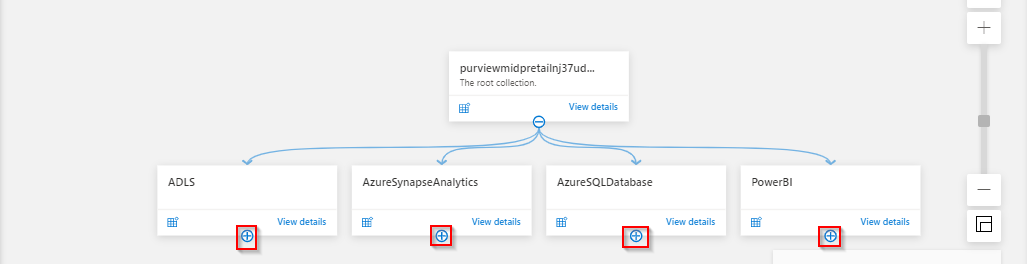 purviewmidpretailnj37ud...
The root collection.
View details
ADLS
AzureSynapseAnalytics
AzureSQLDatabase
PowerBI
View details
View details
View details
View details